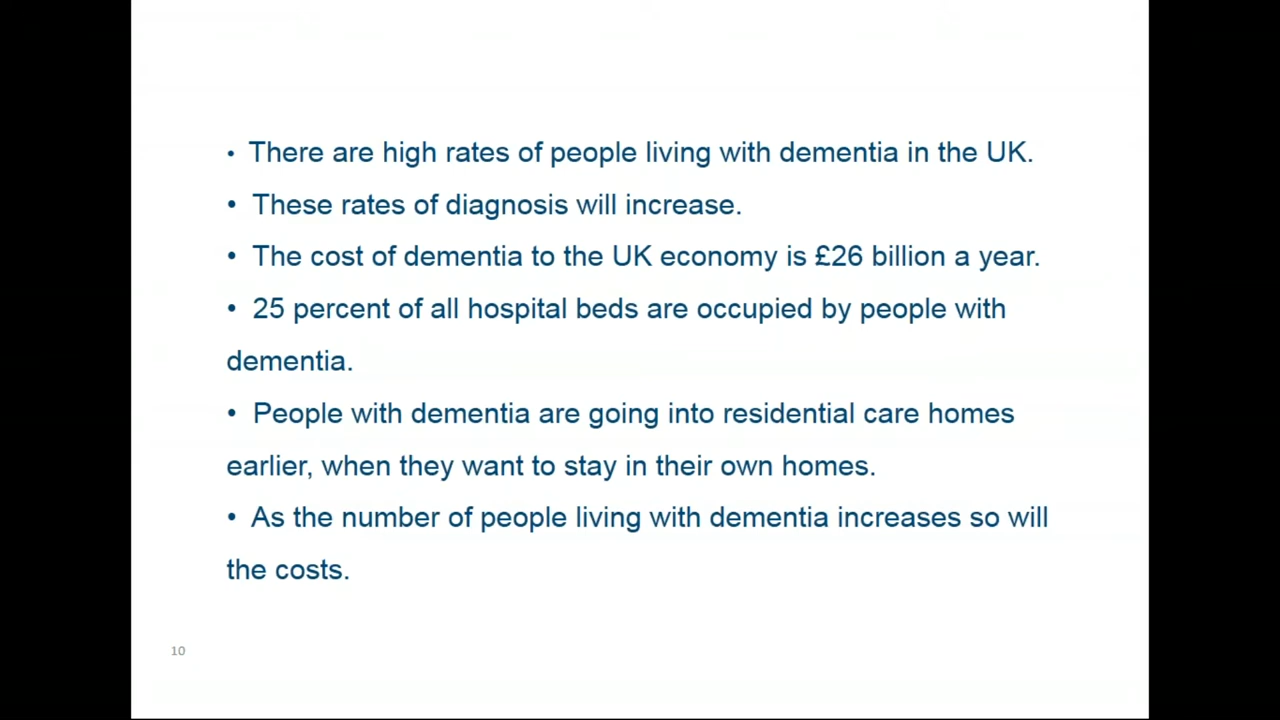 • There are high rates of people living with dementia in the UK.
• These rates of diagnosis will increase.
• The cost of dementia to the UK economy is £26 billion a year.
• 25 percent of all hospital beds are occupied by people with
dementia.
• People with dementia are going into residential care homes
earlier, when they want to stay in their own homes.
• As the number of people living with dementia increases so will
the costs.
10